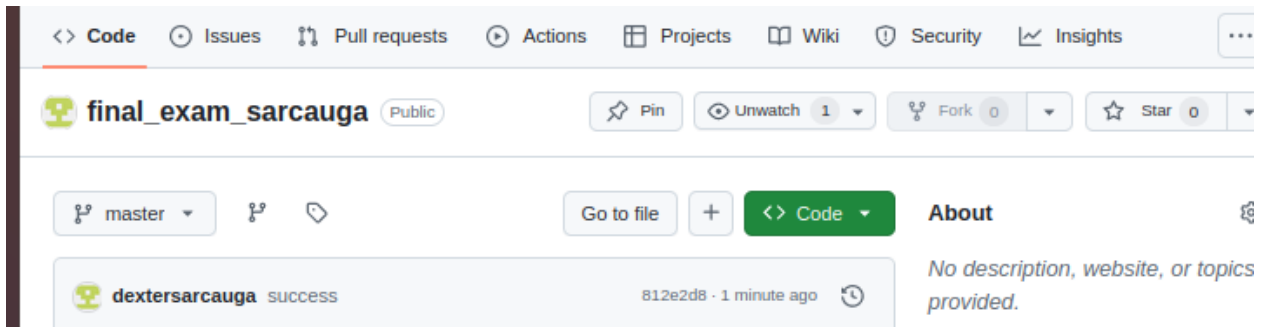 Code Issues Pull requests Actions Projects Wiki Security Insights
final_exam_sarcauga Public Pin Unwatch 1 Fork 0 Star 0
master Go to file + Code About
dextersarcauga success 812e2d8 · 1 minute ago
No description, website, or topics
provided.